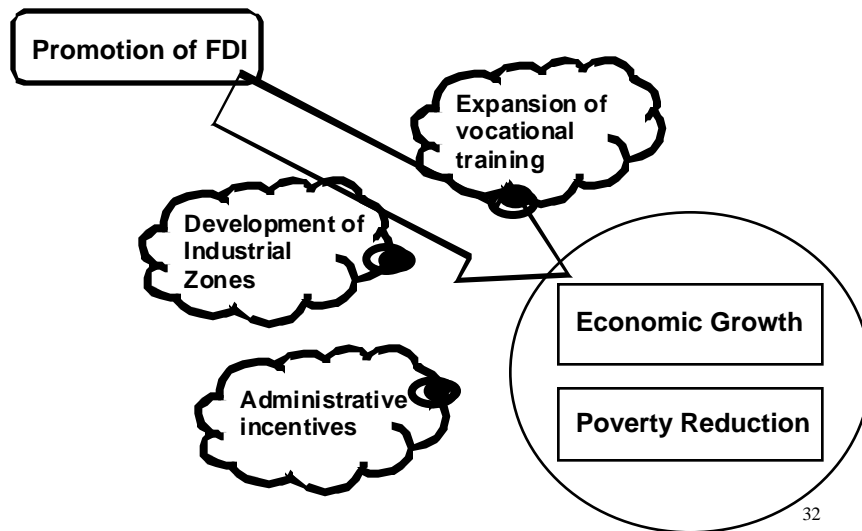 Promotion of FDI
Expansion of
vocational
training
Development of
Industrial
Zones
Administrative
incentives
Economic Growth
Poverty Reduction
32